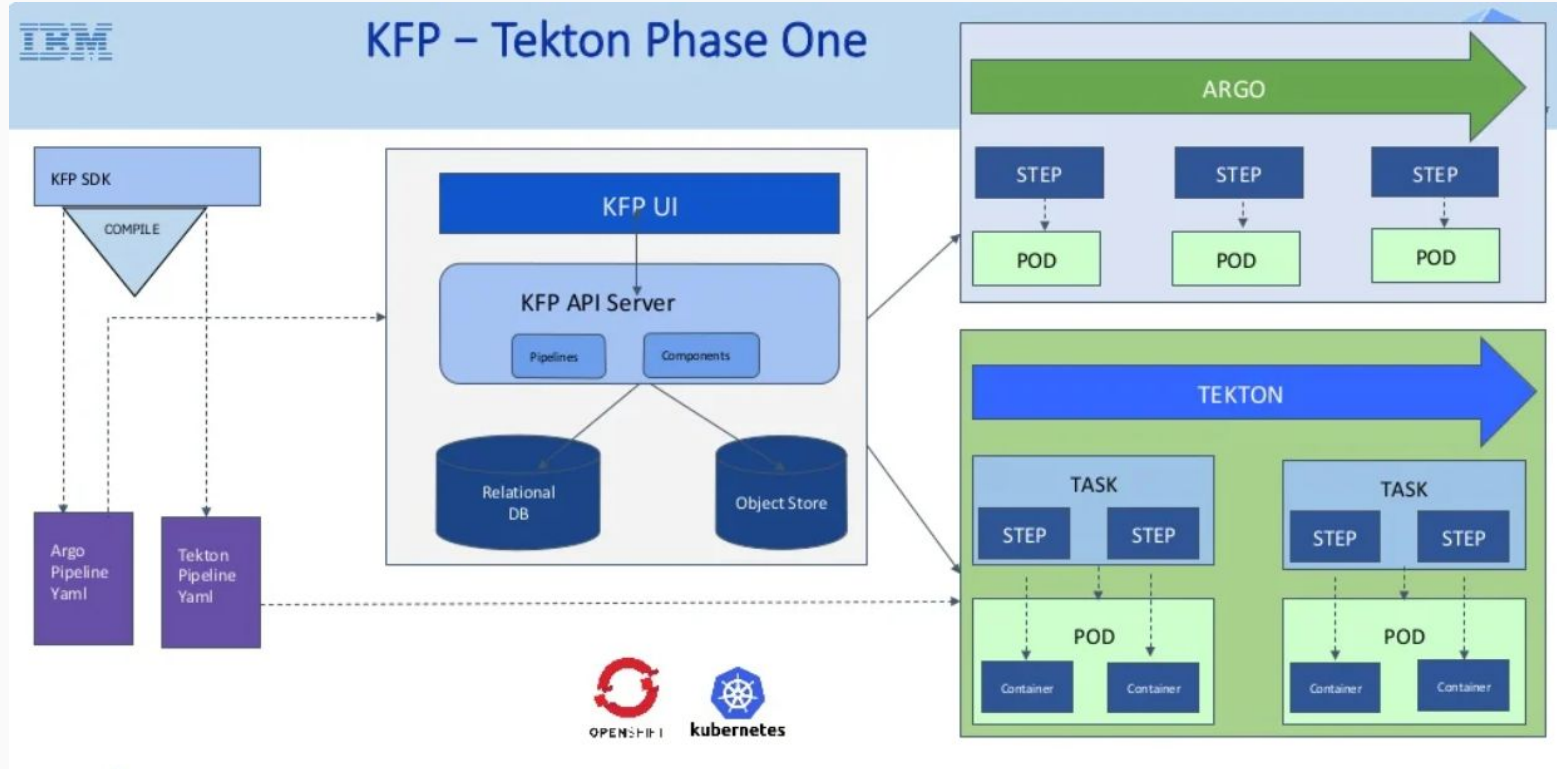 IBM
KFP – Tekton Phase One
KFP SDK
COMPILE
Argo
Pipeline
Yaml
Tekton
Pipeline
Yaml
KFP UI
KFP API Server
Pipelines
Components
Relational
DB
Object Store
OPENSHIFT
kubernetes
ARGO
STEP
STEP
STEP
POD
POD
POD
TEKTON
TASK
TASK
STEP
STEP
STEP
STEP
POD
POD
Container
Container
Container
Container